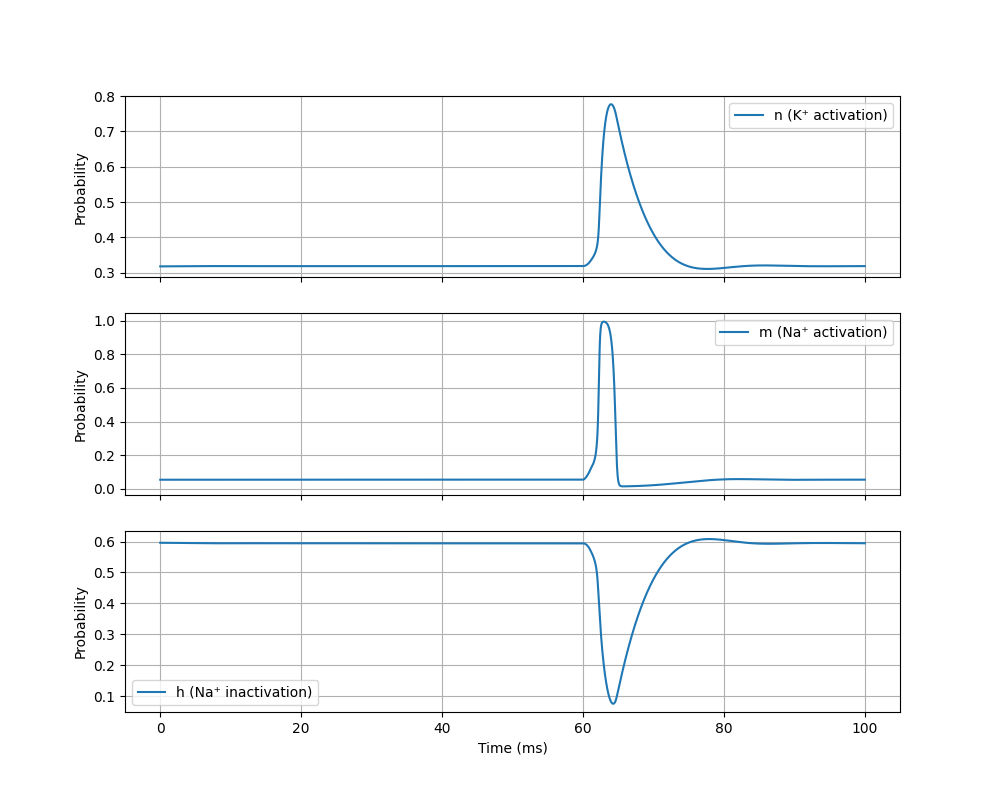 0.8
0.7
0.6
0.5
0.4
0.3
Probability
n (K⁺ activation)
1.0
0.8
0.6
0.4
0.2
0.0
Probability
m (Na⁺ activation)
0.6
0.5
0.4
0.3
0.2
0.1
Probability
h (Na⁺ inactivation)
0 20 40 60 80 100
Time (ms)